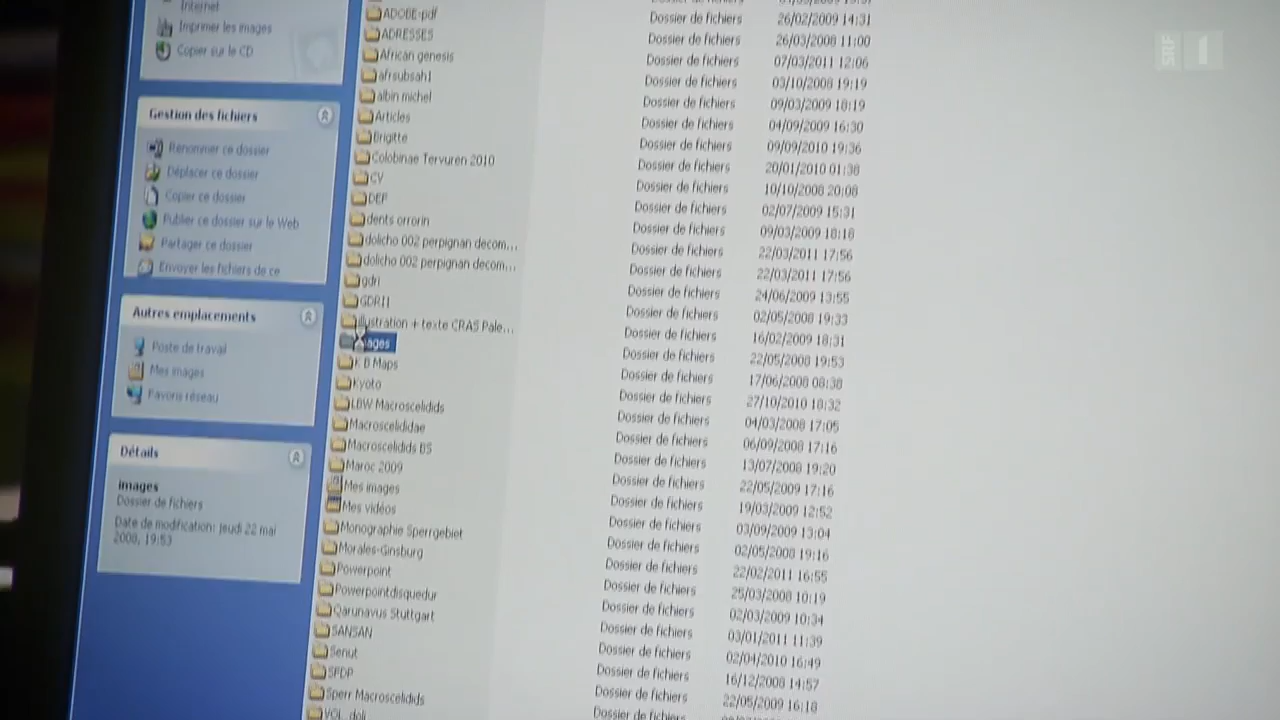 Internet
Imprimer les images
Copier sur le CD
Gestion des fichiers
Renommer ce dossier
Déplacer ce dossier
Copier ce dossier
Publier ce dossier sur le Web
Partager ce dossier
Envoyer les fichiers de ce
Autres emplacements
Poste de travail
Mes images
Favoris réseau
Détails
images
Dossier de fichiers
Date de modification: jeudi 22 mai
2008, 19:53
ADOBE-pdf Dossier de fichiers 26/02/2009 14:31
ADRESSES Dossier de fichiers 26/03/2008 11:00
African genesis Dossier de fichiers 07/03/2011 12:06
afrsubsah1 Dossier de fichiers 03/10/2008 19:19
albin michel Dossier de fichiers 09/03/2009 18:19
Articles Dossier de fichiers 04/09/2009 16:30
Brigitte Dossier de fichiers 09/09/2010 19:36
Colobinae Tervuren 2010 Dossier de fichiers 20/01/2010 01:38
CV Dossier de fichiers 10/10/2008 20:08
DEF Dossier de fichiers 02/07/2009 15:31
dents orrorin Dossier de fichiers 09/03/2009 18:18
dolicho 002 perpignan decom... Dossier de fichiers 22/03/2011 17:56
dolicho 002 perpignan decom... Dossier de fichiers 22/03/2011 17:56
gdri Dossier de fichiers 24/06/2009 13:55
GDRI1 Dossier de fichiers 02/05/2008 19:33
illustration + texte CRAS Pale... Dossier de fichiers 16/02/2009 18:31
images Dossier de fichiers 22/05/2008 19:53
K B Maps Dossier de fichiers 17/06/2008 08:38
Kyoto Dossier de fichiers 27/10/2010 18:32
LBW Macroscelidids Dossier de fichiers 04/03/2008 17:05
Macroscelididae Dossier de fichiers 06/09/2008 17:16
Macroscelidids BS Dossier de fichiers 13/07/2008 19:20
Maroc 2009 Dossier de fichiers 22/05/2009 17:16
Mes images Dossier de fichiers 19/03/2009 12:52
Mes vidéos Dossier de fichiers 03/09/2009 13:04
Monographie Sperrgebiet Dossier de fichiers 02/05/2008 19:16
Morales-Ginsburg Dossier de fichiers 22/02/2011 16:55
Powerpoint Dossier de fichiers 25/03/2008 10:19
Powerpointdisquedur Dossier de fichiers 02/03/2009 10:34
Qarunavus Stuttgart Dossier de fichiers 03/01/2011 11:39
SANSAN Dossier de fichiers 02/04/2010 16:49
Senut Dossier de fichiers 16/12/2008 14:57
SFDP Dossier de fichiers 22/05/2009 16:18
Sperr Macroscelidids Dossier de fichiers
SRF 1